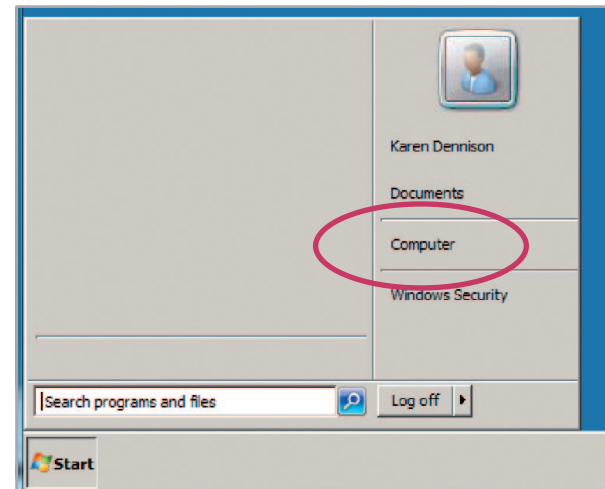 Karen Dennison
Documents
Computer
Windows Security
Search programs and files
Log off
Start